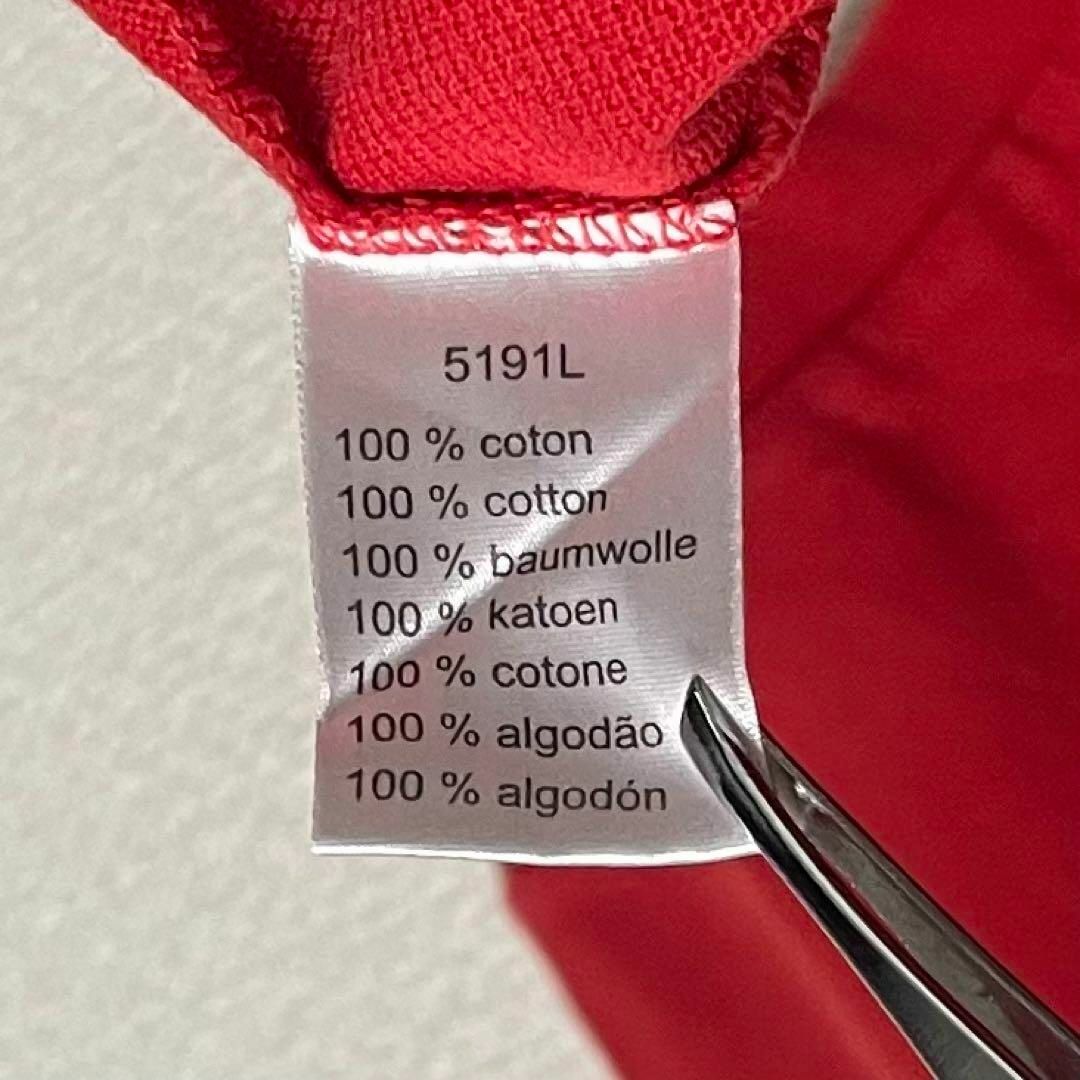 5191L
100 % coton
100 % cotton
100 % baumwolle
100 % katoen
100 % cotone
100 % algodão
100 % algodón